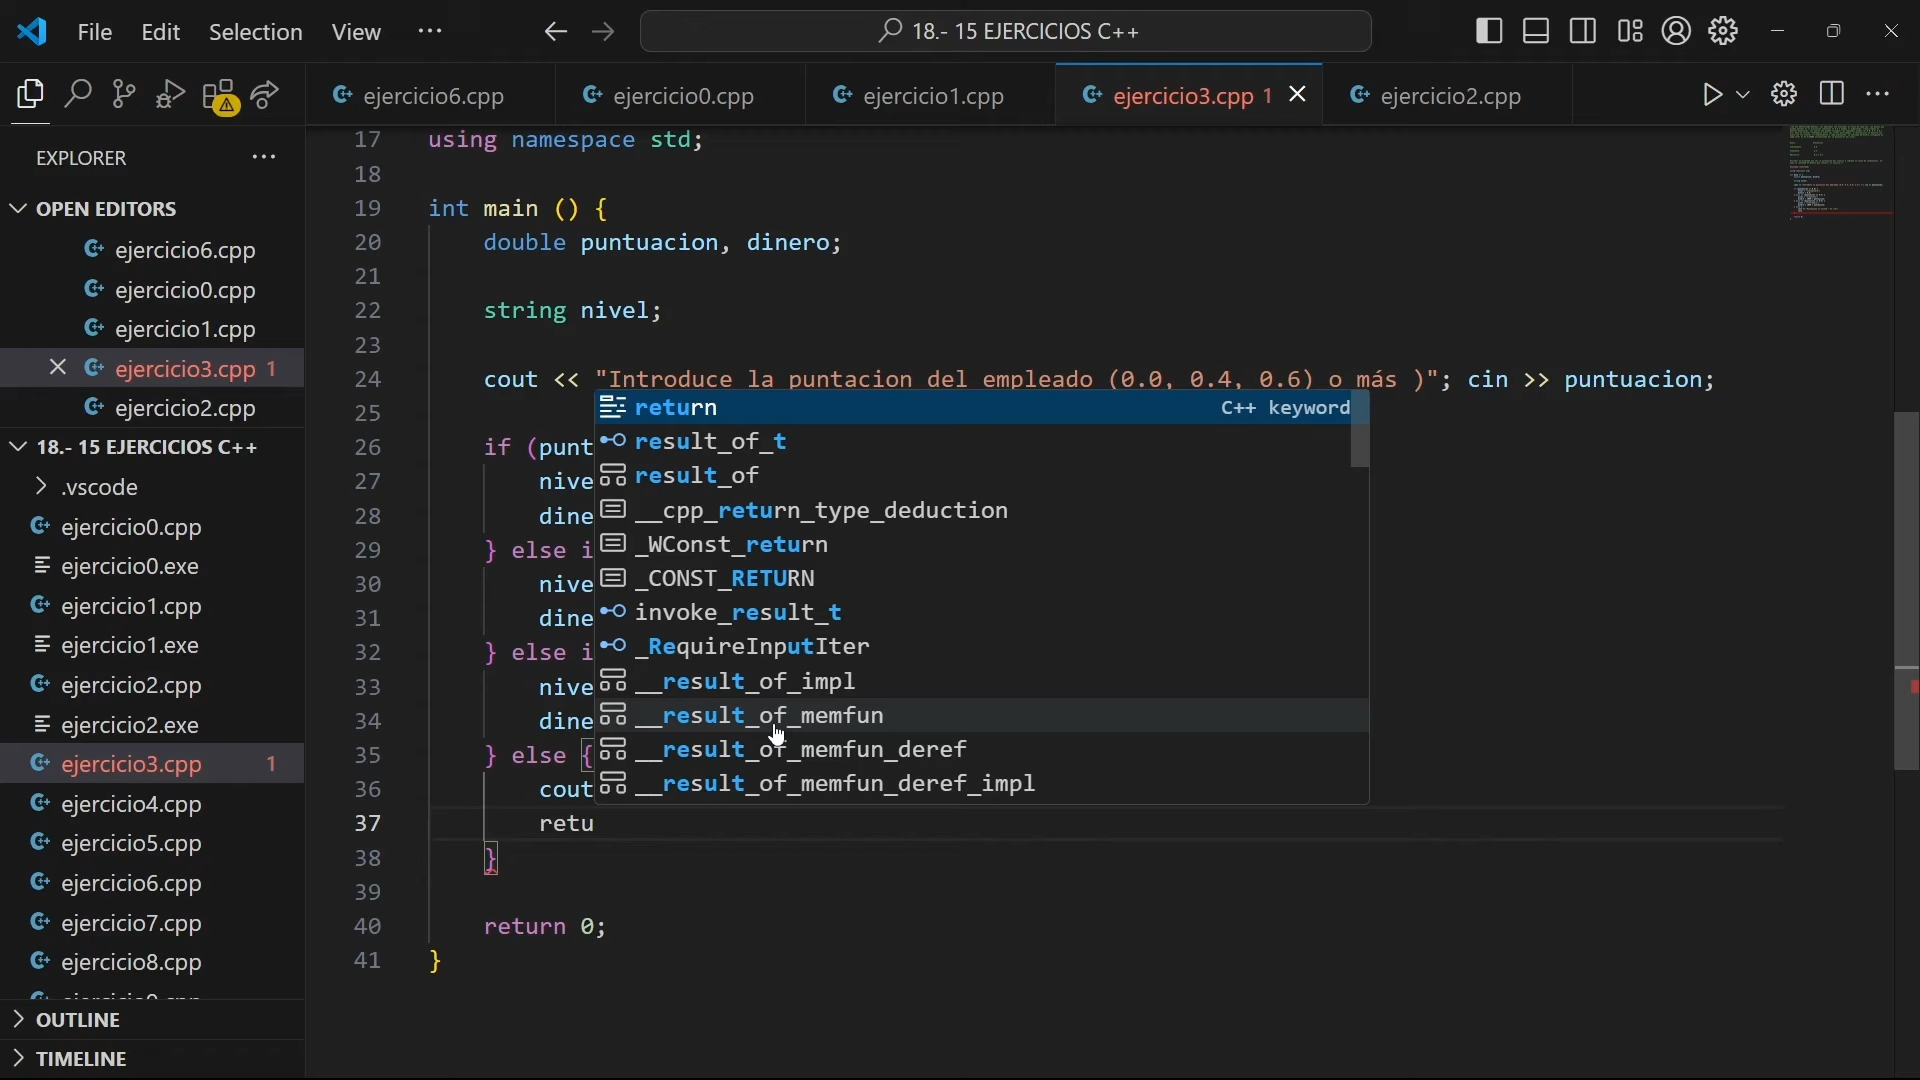 File Edit Selection View ··· 18.- 15 EJERCICIOS C++
ejercicio6.cpp ejercicio0.cpp ejercicio1.cpp ejercicio3.cpp 1 ejercicio2.cpp
EXPLORER
OPEN EDITORS
ejercicio6.cpp
ejercicio0.cpp
ejercicio1.cpp
ejercicio3.cpp 1
ejercicio2.cpp
18.- 15 EJERCICIOS C++
.vscode
ejercicio0.cpp
ejercicio0.exe
ejercicio1.cpp
ejercicio1.exe
ejercicio2.cpp
ejercicio2.exe
ejercicio3.cpp 1
ejercicio4.cpp
ejercicio5.cpp
ejercicio6.cpp
ejercicio7.cpp
ejercicio8.cpp
OUTLINE
TIMELINE
17 using namespace std;
18
19 int main () {
20 double puntuacion, dinero;
21
22 string nivel;
23
24 cout << "Introduce la puntacion del empleado (0.0, 0.4, 0.6) o más )"; cin >> puntuacion;
25
26 if (punt
27 nive
28 dine
29 } else i
30 nive
31 dine
32 } else i
33 nive
34 dine
35 } else {
36 cout
37 retu
38 }
39
40 return 0;
41 }
return C++ keyword
result_of_t
result_of
__cpp_return_type_deduction
_WConst_return
_CONST_RETURN
invoke_result_t
_RequireInputIter
__result_of_impl
__result_of_memfun
__result_of_memfun_deref
__result_of_memfun_deref_impl